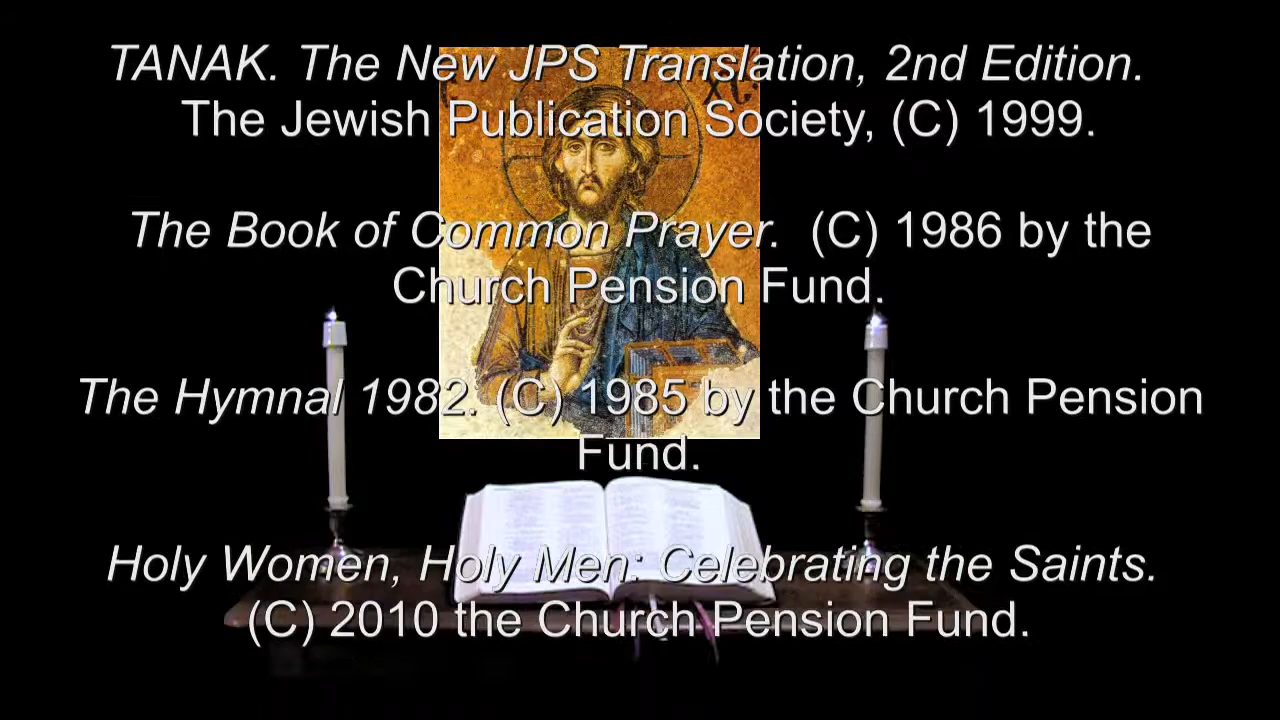 TANAK. The New JPS Translation, 2nd Edition.
The Jewish Publication Society, (C) 1999.
The Book of Common Prayer. (C) 1986 by the
Church Pension Fund.
The Hymnal 1982. (C) 1985 by the Church Pension
Fund.
Holy Women, Holy Men: Celebrating the Saints.
(C) 2010 the Church Pension Fund.